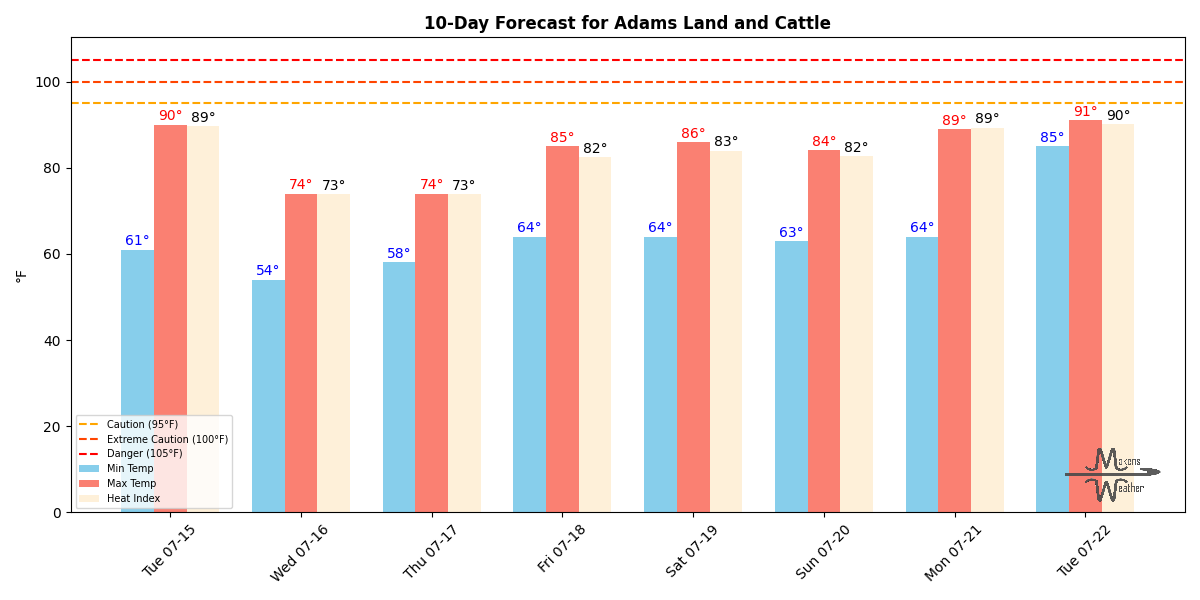 10-Day Forecast for Adams Land and Cattle
°F
100
80
60
40
20
0
61° 90° 89°
54° 74° 73°
58° 74° 73°
64° 85° 82°
64° 86° 83°
63° 84° 82°
64° 89° 89°
85° 91° 90°
Caution (95°F)
Extreme Caution (100°F)
Danger (105°F)
Min Temp
Max Temp
Heat Index
Tue 07-15
Wed 07-16
Thu 07-17
Fri 07-18
Sat 07-19
Sun 07-20
Mon 07-21
Tue 07-22